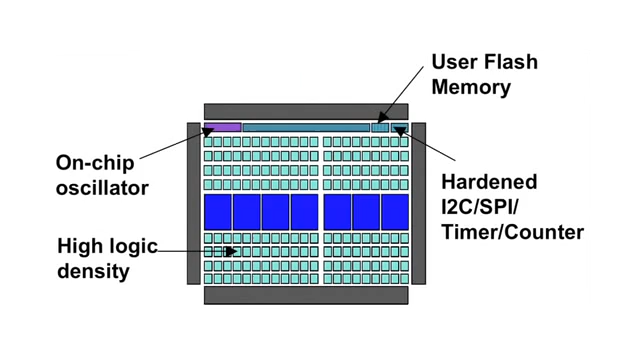 User Flash
Memory
On-chip
oscillator
Hardened
I2C/SPI/
Timer/Counter
High logic
density